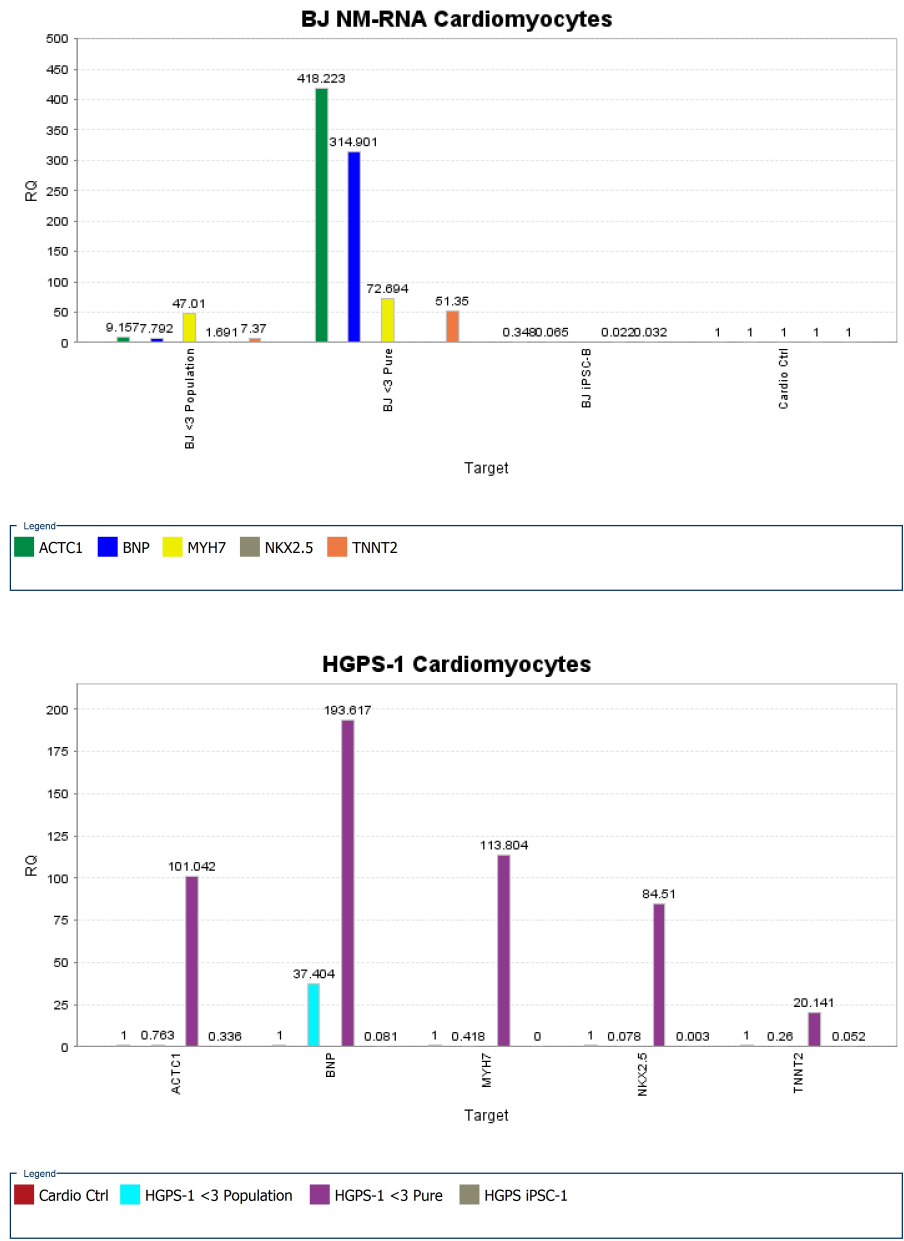 BJ NM-RNA Cardiomyocytes
500
450
400
350
300
250
200
150
100
50
0
RQ
9.157 7.792 47.01 1.691 7.37
418.223 314.901 72.694 51.35
0.348 0.065 0.022 0.032
1 1 1 1 1
BJ <3 Population
BJ <3 Pure
BJ iPSC-B
Cardio Ctrl
Target
Legend
ACTC1 BNP MYH7 NKX2.5 TNNT2
HGPS-1 Cardiomyocytes
200
175
150
125
100
75
50
25
0
RQ
1 0.763 101.042 0.336
1 37.404 193.617 0.081
1 0.418 113.804 0
1 0.078 84.51 0.003
1 0.26 20.141 0.052
ACTC1
BNP
MYH7
NKX2.5
TNNT2
Target
Legend
Cardio Ctrl HGPS-1 <3 Population HGPS-1 <3 Pure HGPS iPSC-1